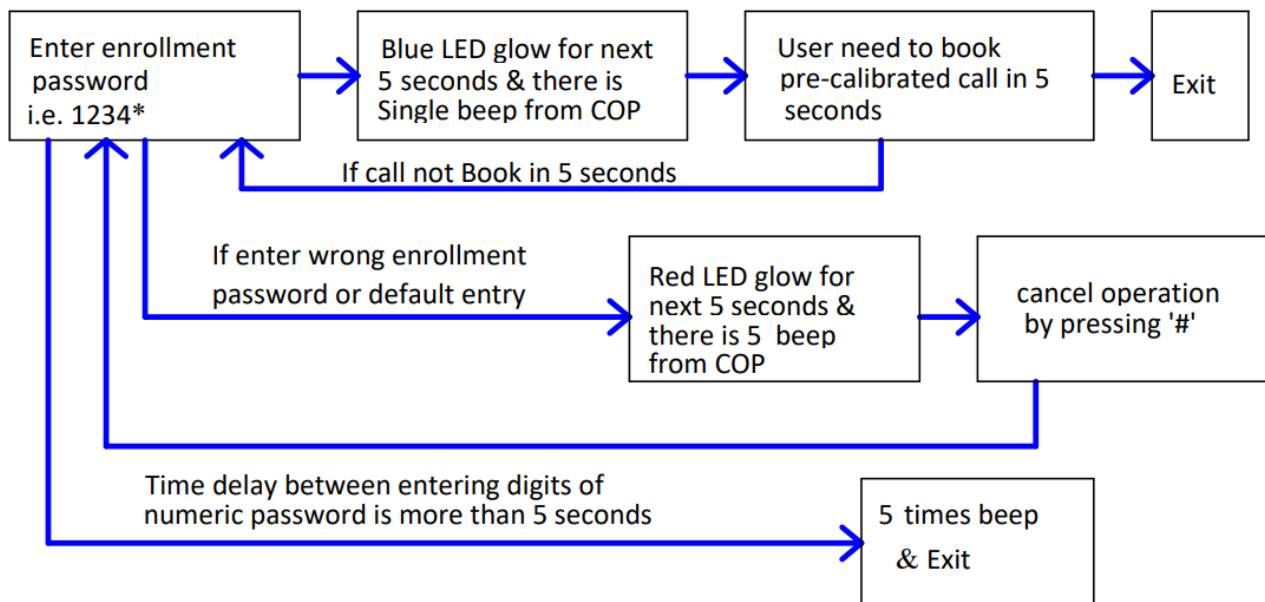 Enter enrollment
password
i.e. 1234*
Blue LED glow for next
5 seconds & there is
Single beep from COP
User need to book
pre-calibrated call in 5
seconds
Exit
If call not Book in 5 seconds
If enter wrong enrollment
password or default entry
Red LED glow for
next 5 seconds &
there is 5 beep
from COP
cancel operation
by pressing '#'
Time delay between entering digits of
numeric password is more than 5 seconds
5 times beep
& Exit